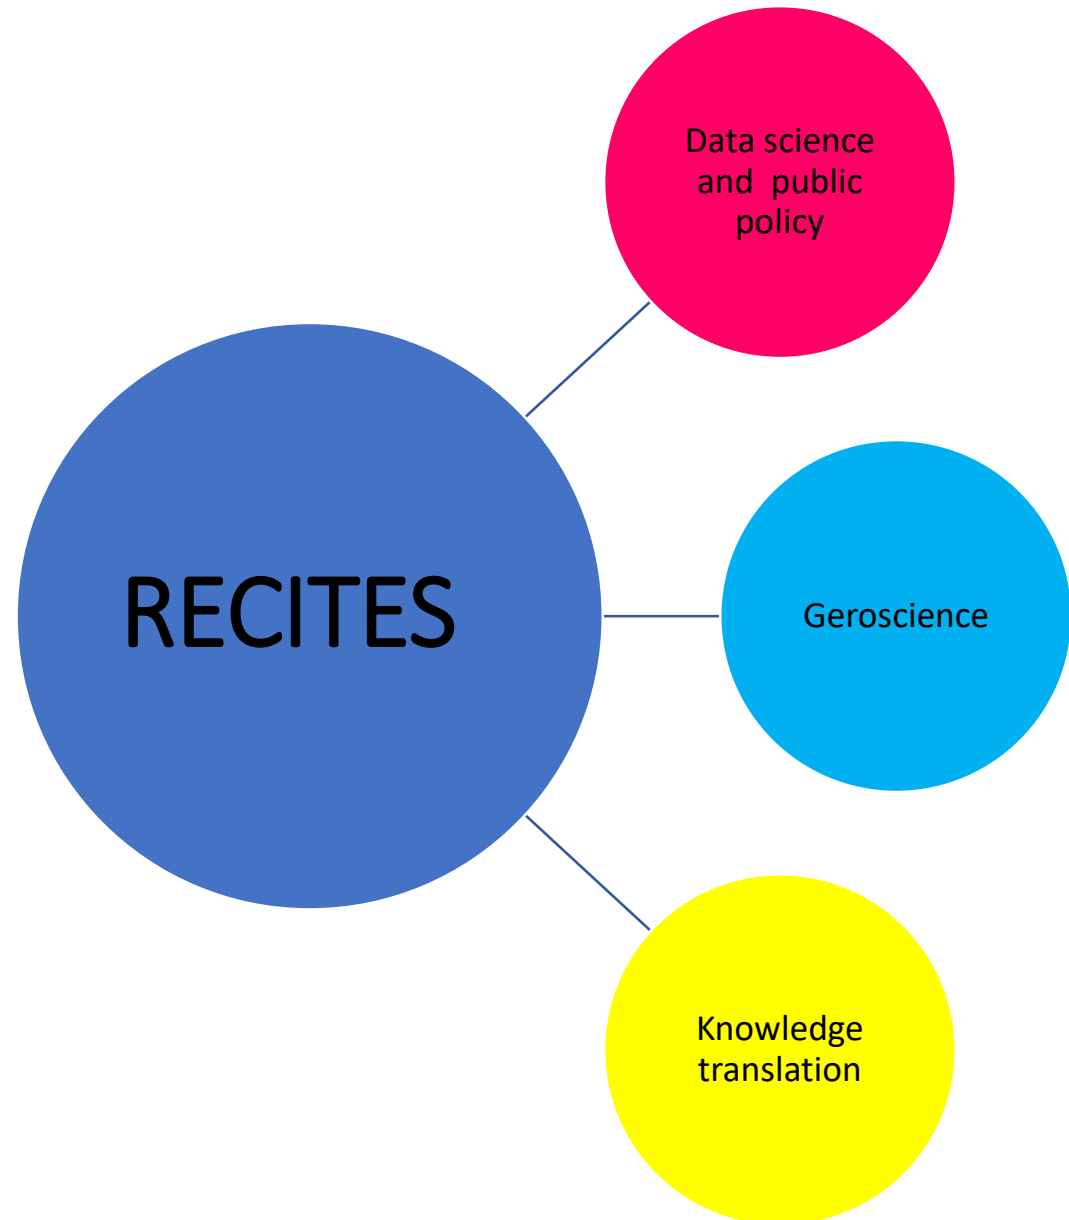 Data science
and  public
policy
RECITES
Geroscience
Knowledge
translation